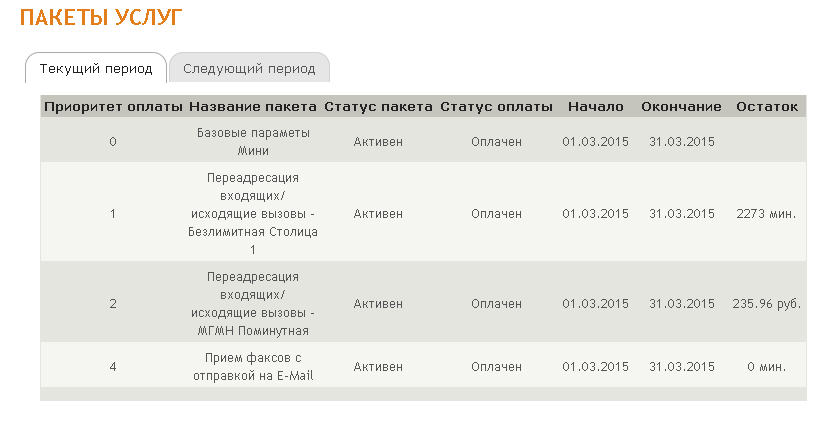 ПАКЕТЫ УСЛУГ
Текущий период Следующий период
Приоритет оплаты Название пакета Статус пакета Статус оплаты Начало Окончание Остаток
0 Базовые параметы Мини Активен Оплачен 01.03.2015 31.03.2015
1 Переадресация входящих/ исходящие вызовы - Безлимитная Столица 1 Активен Оплачен 01.03.2015 31.03.2015 2273 мин.
2 Переадресация входящих/ исходящие вызовы - МГМН Поминутная Активен Оплачен 01.03.2015 31.03.2015 235.96 руб.
4 Прием факсов с отправкой на E-Mail Активен Оплачен 01.03.2015 31.03.2015 0 мин.